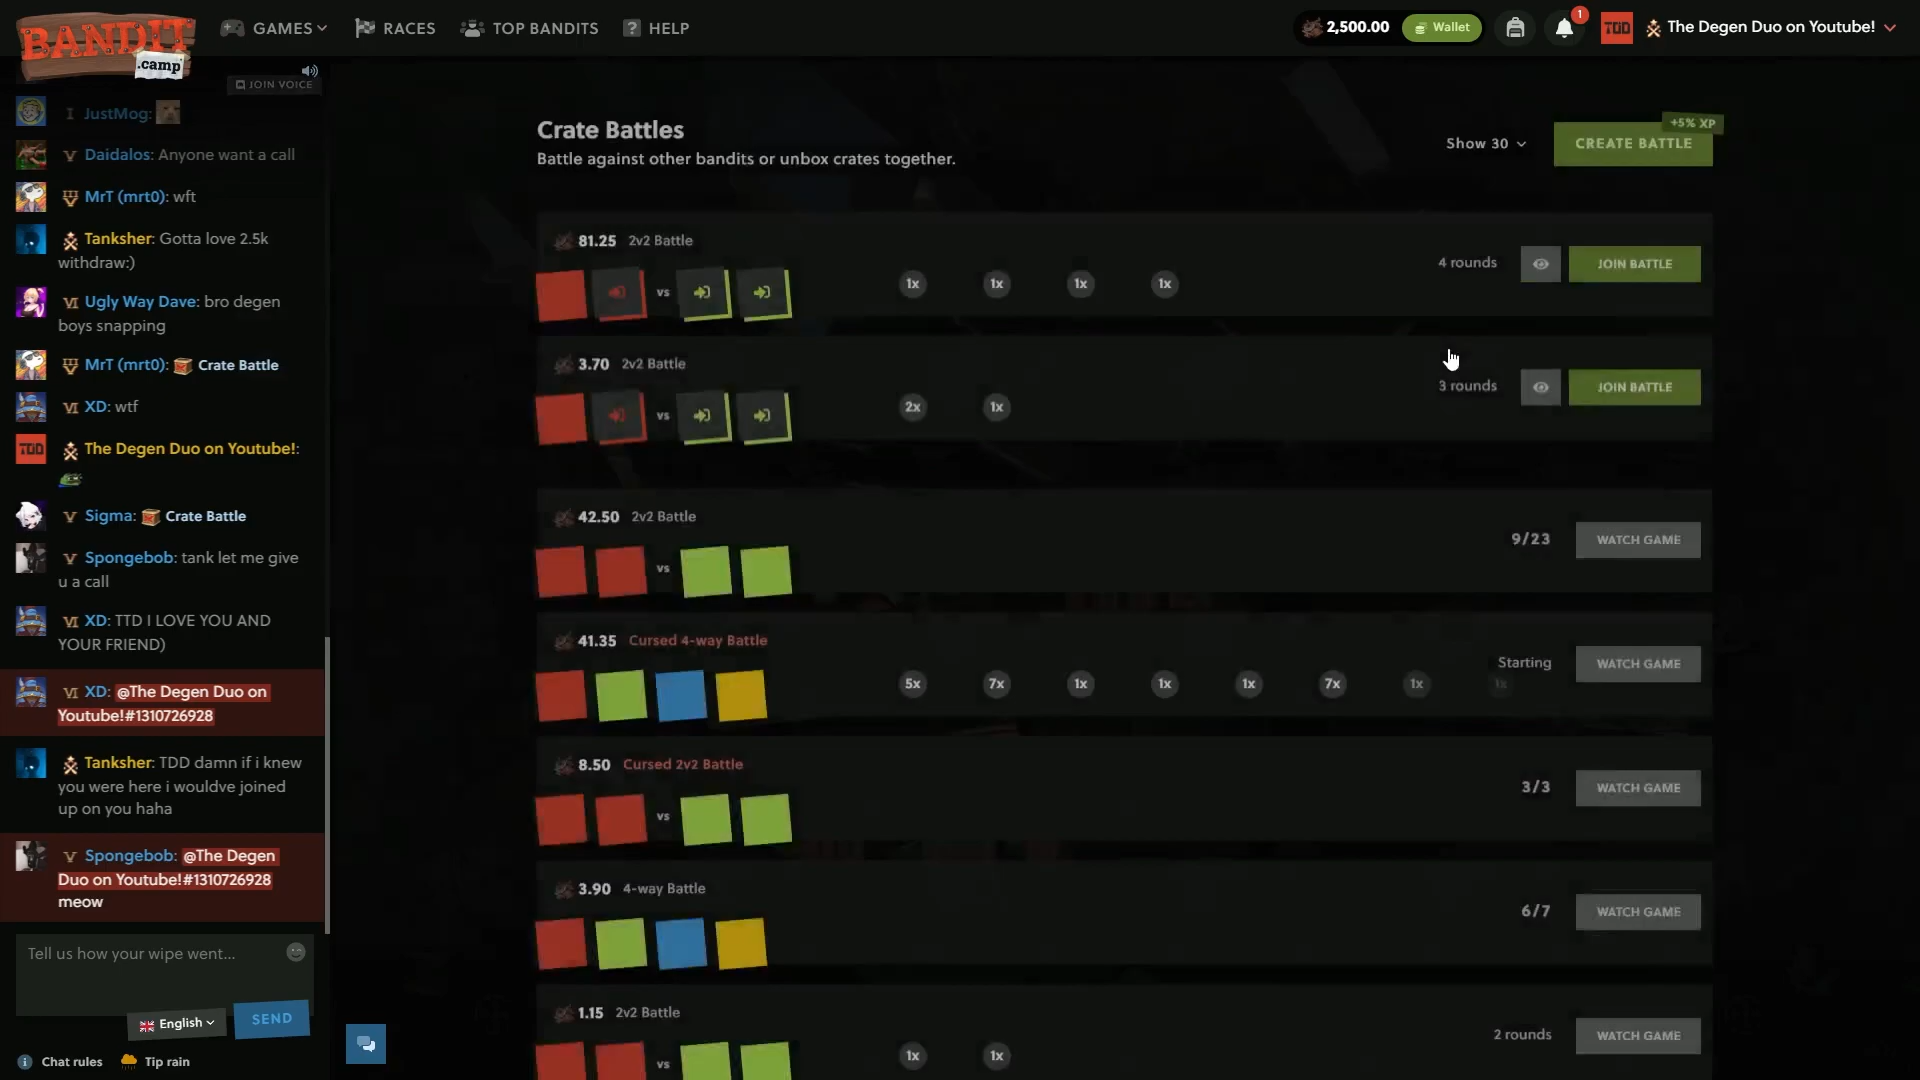 BANDIT
.camp
GAMES
RACES
TOP BANDITS
HELP
2,500.00
Wallet
1
TDD
The Degen Duo on Youtube!
JOIN VOICE
JustMog:
Daidalos: Anyone want a call
MrT (mrt0): wft
Tanksher: Gotta love 2.5k
withdraw:)
VI Ugly Way Dave: bro degen
boys snapping
MrT (mrt0): Crate Battle
VI XD: wtf
TDD
The Degen Duo on Youtube!:
V Sigma: Crate Battle
V Spongebob: tank let me give
u a call
VI XD: TTD I LOVE YOU AND
YOUR FRIEND)
VI XD: @The Degen Duo on
Youtube!#1310726928
Tanksher: TDD damn if i knew
you were here i wouldve joined
up on you haha
V Spongebob: @The Degen
Duo on Youtube!#1310726928
meow
Tell us how your wipe went...
English
SEND
Chat rules
Tip rain
Crate Battles
Battle against other bandits or unbox crates together.
Show 30
+5% XP
CREATE BATTLE
81.25 2v2 Battle
vs
1x 1x 1x 1x
4 rounds
JOIN BATTLE
3.70 2v2 Battle
vs
2x 1x
3 rounds
JOIN BATTLE
42.50 2v2 Battle
vs
9/23
WATCH GAME
41.35 Cursed 4-way Battle
5x 7x 1x 1x 1x 7x 1x 1x
Starting
WATCH GAME
8.50 Cursed 2v2 Battle
vs
3/3
WATCH GAME
3.90 4-way Battle
6/7
WATCH GAME
1.15 2v2 Battle
vs
1x 1x
2 rounds
WATCH GAME